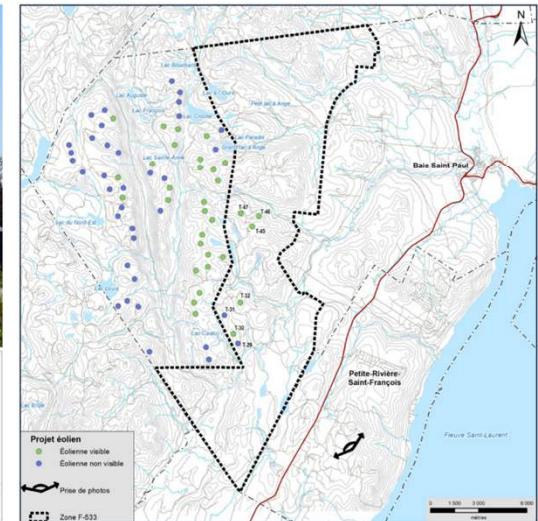 N
Lac à l'Ours
Lac Auguste
Lac François
Lac Croche
Petit lac à Ange
Lac Paradis
Grand lac à Ange
Lac Sainte-Anne
Baie Saint Paul
T-47
T-46
T-45
Lac du Nord-Est
T-32
T-31
T-30
T-29
Petite-Rivière-
Saint-François
Fleuve Saint-Laurent
Projet éolien
Éolienne visible
Éolienne non visible
Prise de photos
Zone F-533
0 1 500 3 000 6 000
mètres